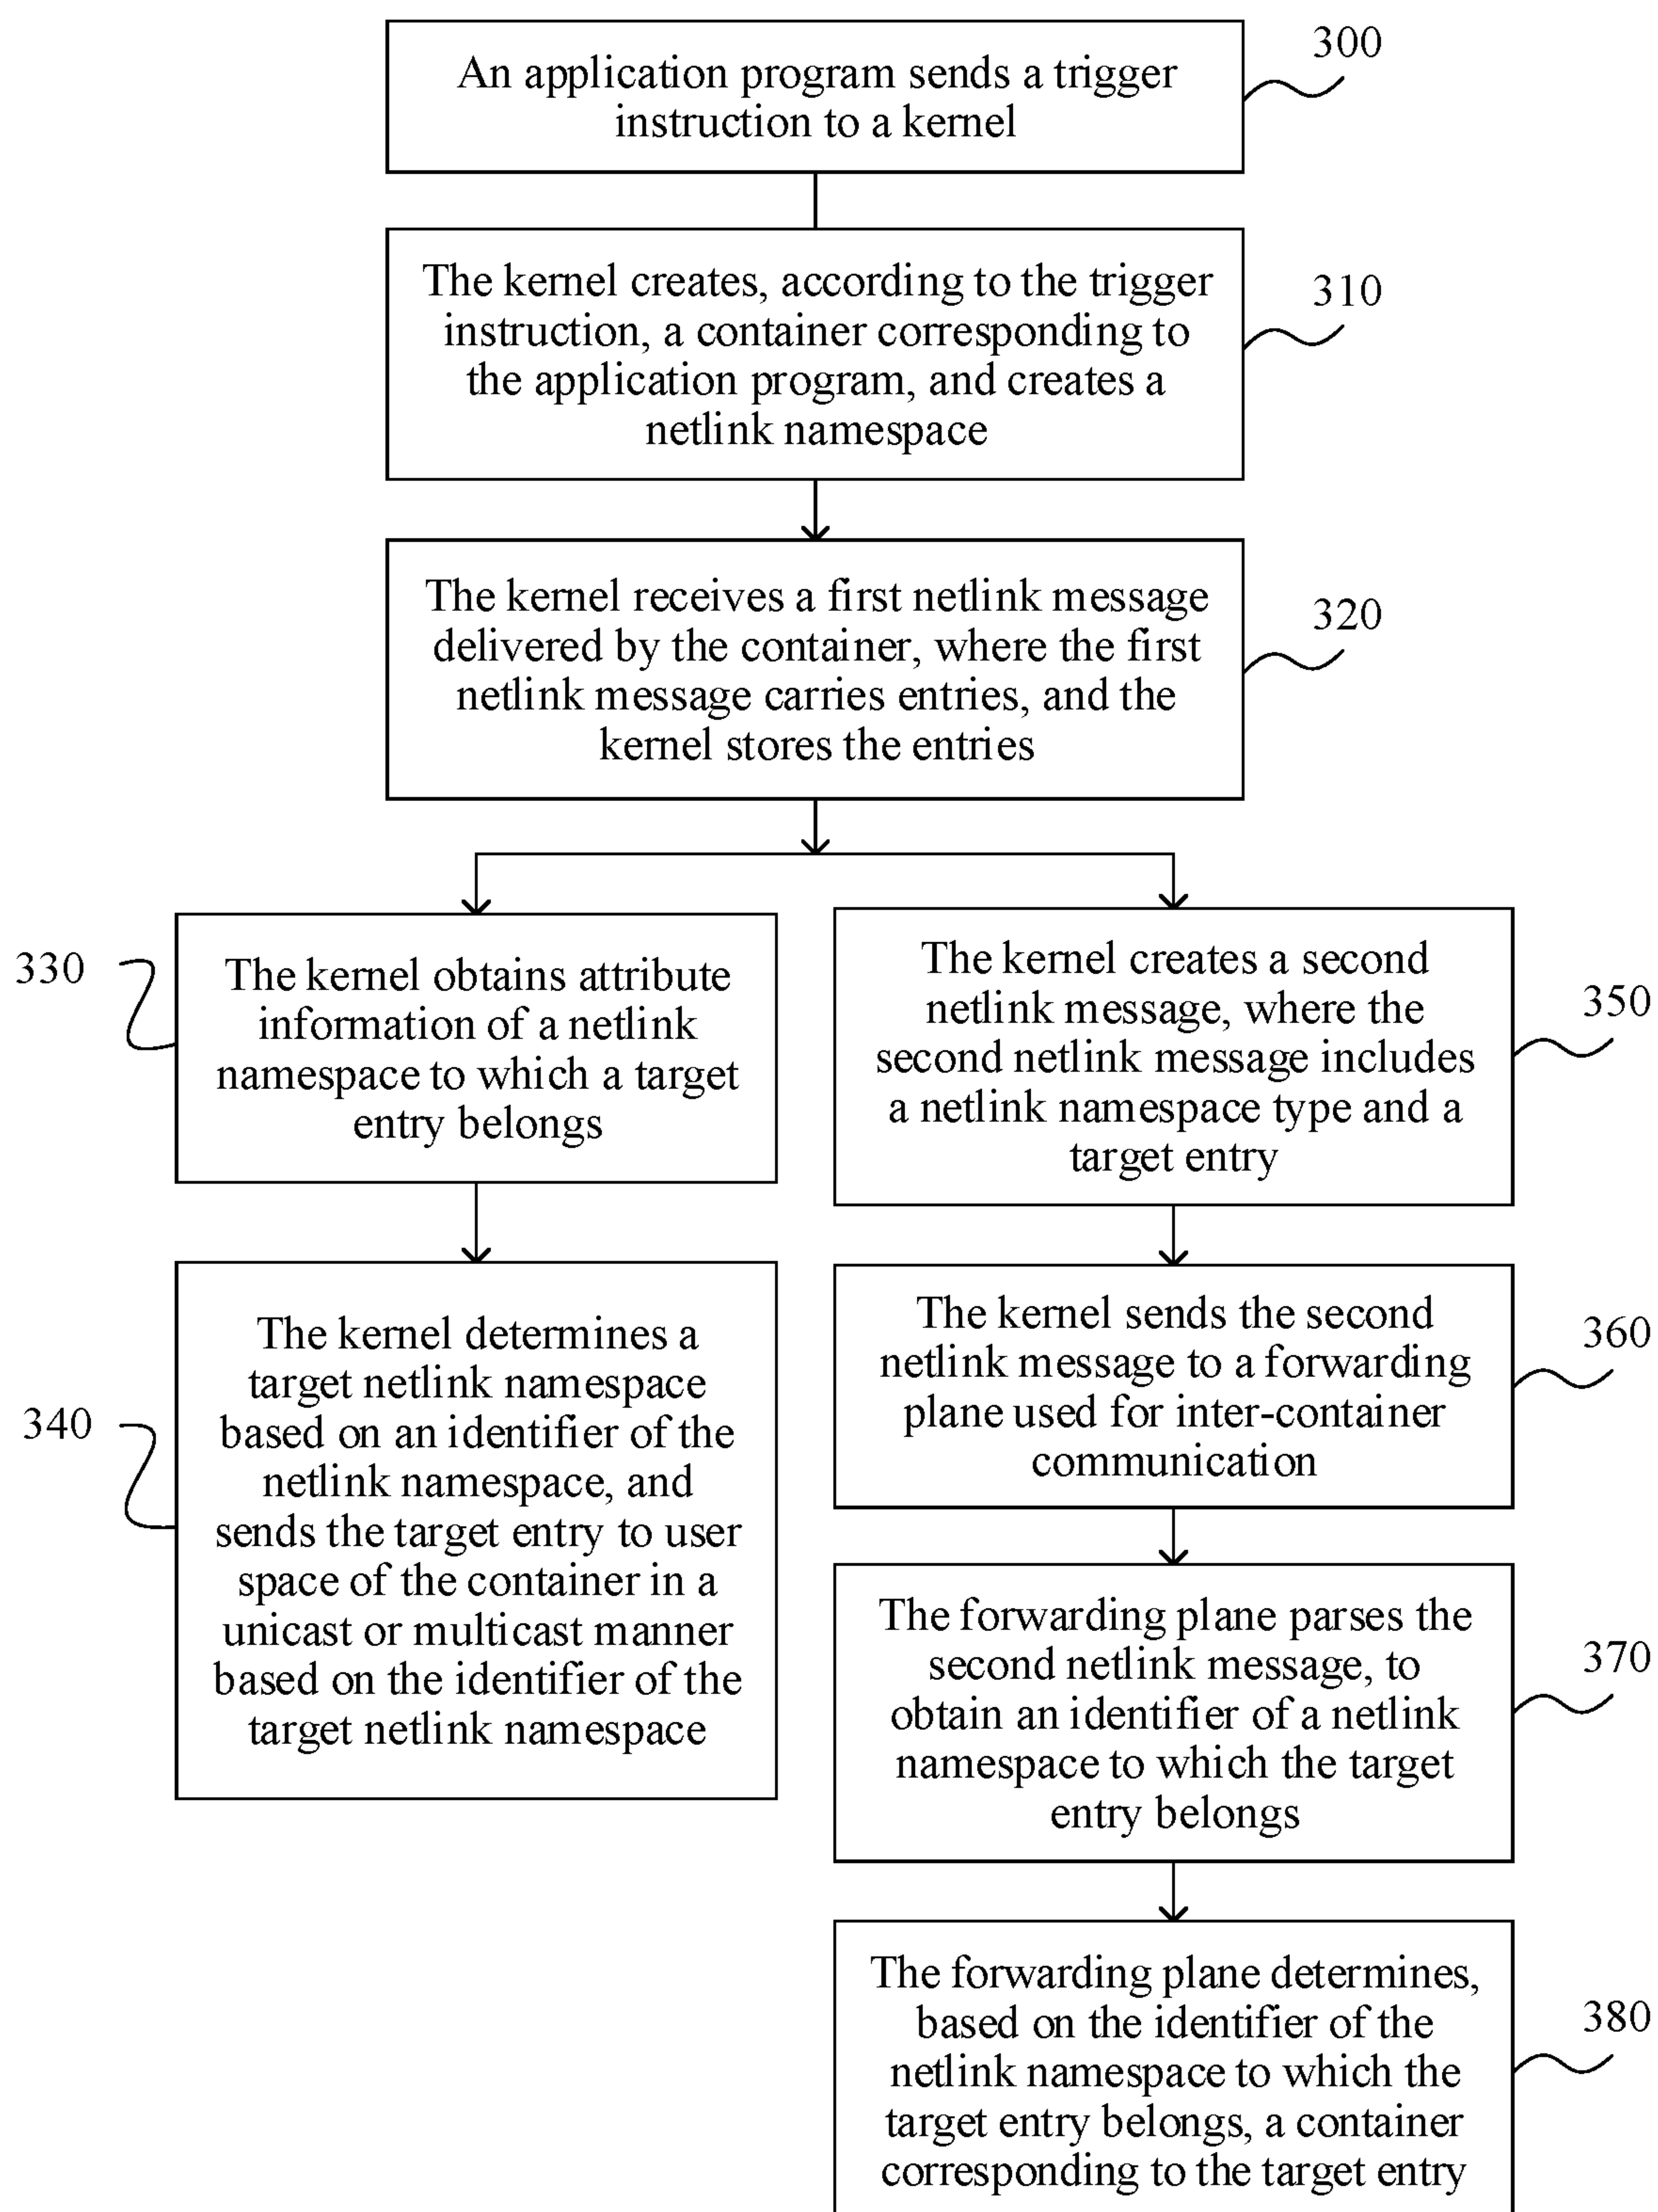 An application program sends a trigger
instruction to a kernel
300
The kernel creates, according to the trigger
instruction, a container corresponding to
the application program, and creates a
netlink namespace
310
The kernel receives a first netlink message
delivered by the container, where the first
netlink message carries entries, and the
kernel stores the entries
320
330
The kernel obtains attribute
information of a netlink
namespace to which a target
entry belongs
340
The kernel determines a
target netlink namespace
based on an identifier of the
netlink namespace, and
sends the target entry to user
space of the container in a
unicast or multicast manner
based on the identifier of the
target netlink namespace
The kernel creates a second
netlink message, where the
second netlink message includes
a netlink namespace type and a
target entry
350
The kernel sends the second
netlink message to a forwarding
plane used for inter-container
communication
360
The forwarding plane parses the
second netlink message, to
obtain an identifier of a netlink
namespace to which the target
entry belongs
370
The forwarding plane determines,
based on the identifier of the
netlink namespace to which the
target entry belongs, a container
corresponding to the target entry
380